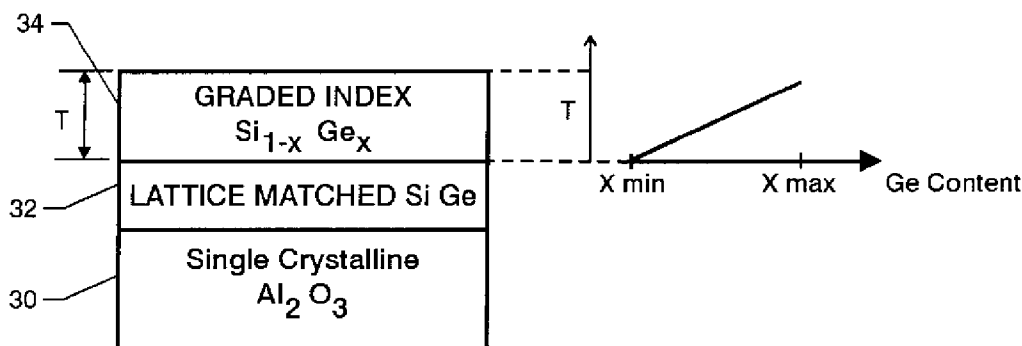 34
GRADED INDEX
Si1-x Gex
T
T
X min
X max
Ge Content
32
LATTICE MATCHED Si Ge
Single Crystalline
Al2 O3
30